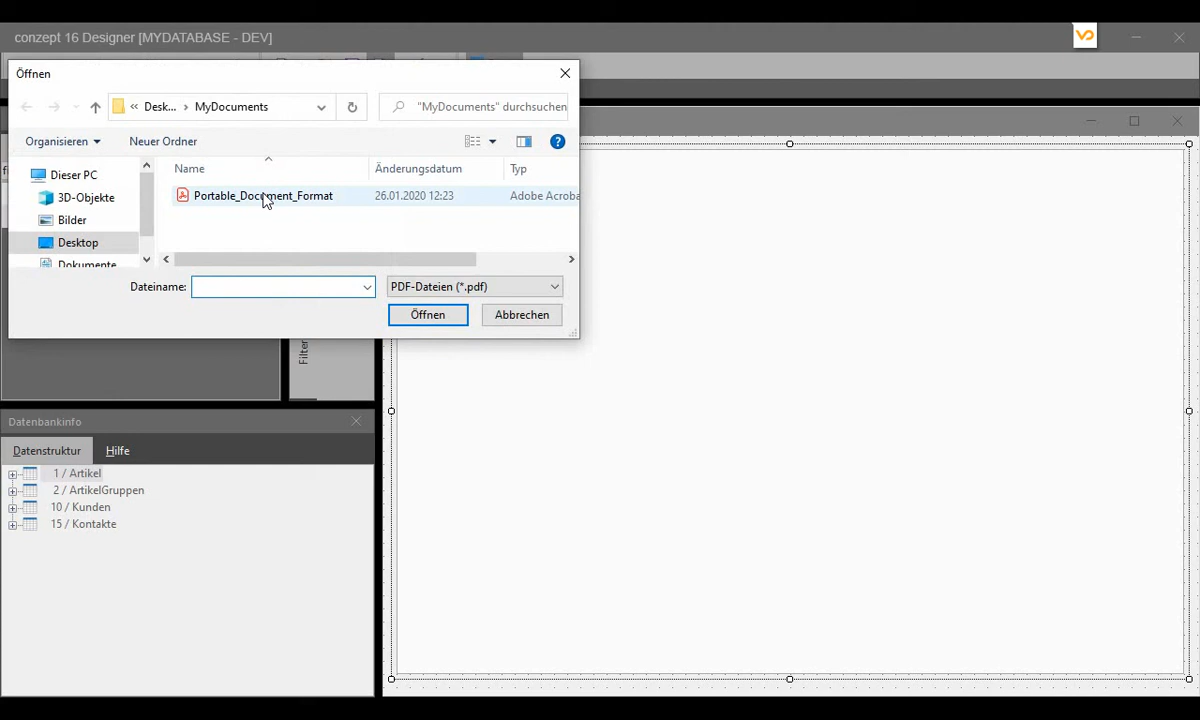 conzept 16 Designer [MYDATABASE - DEV]
Öffnen
Desk...
MyDocuments
"MyDocuments" durchsuchen
Organisieren
Neuer Ordner
Name
Änderungsdatum
Typ
Dieser PC
3D-Objekte
Bilder
Desktop
Dokumente
Portable_Document_Format
26.01.2020 12:23
Adobe Acroba
Dateiname:
PDF-Dateien (*.pdf)
Öffnen
Abbrechen
Filter
Datenbankinfo
Datenstruktur
Hilfe
1 / Artikel
2 / ArtikelGruppen
10 / Kunden
15 / Kontakte